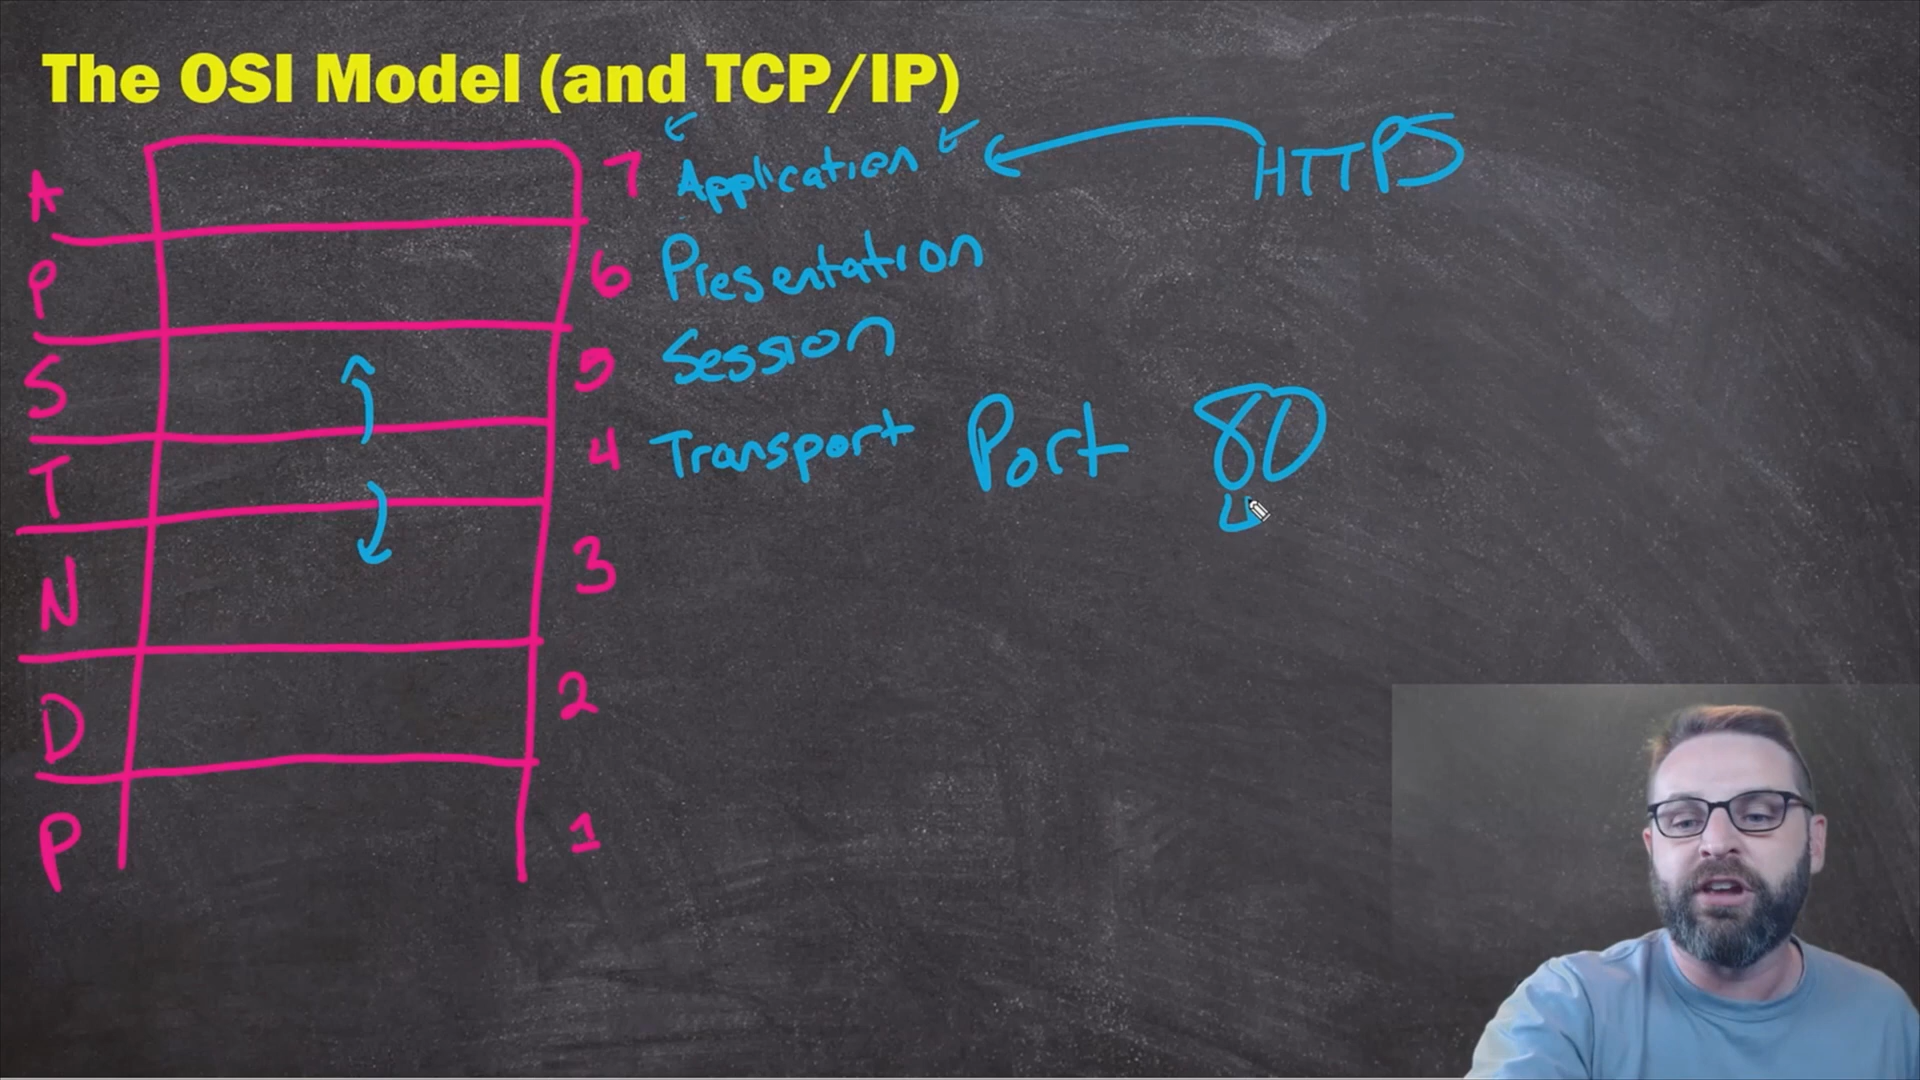 The OSI Model (and TCP/IP)
A 7 Application HTTPS
P 6 Presentation
S 5 Session
T 4 Transport Port 80
N 3
D 2
P 1